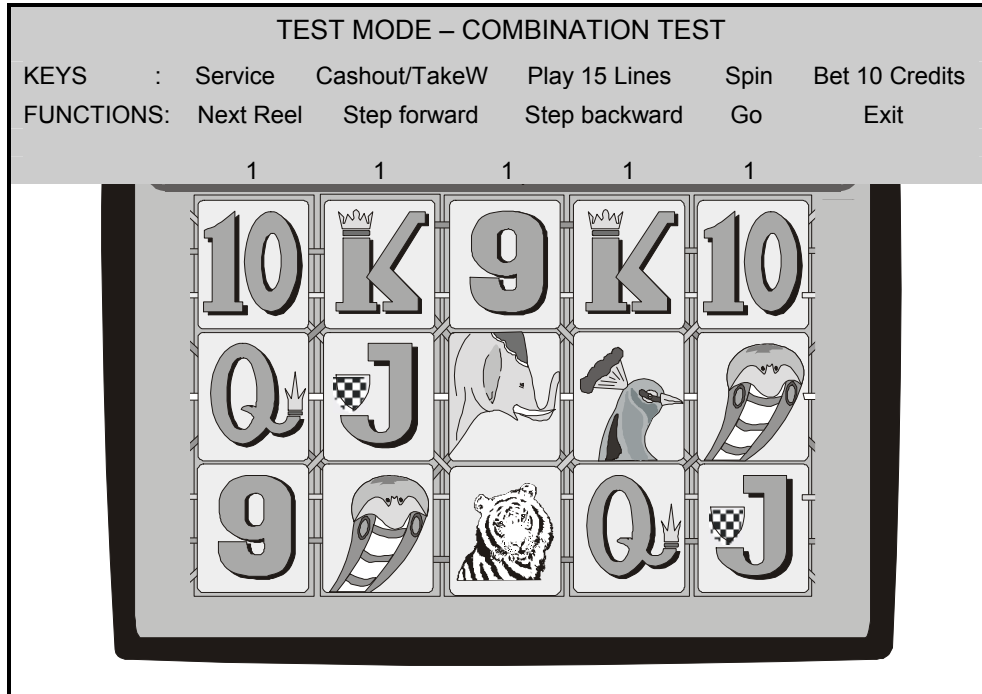 TEST MODE – COMBINATION TEST
KEYS : Service Cashout/TakeW Play 15 Lines Spin Bet 10 Credits
FUNCTIONS: Next Reel Step forward Step backward Go Exit
1 1 1 1 1
10 K 9 K 10
Q J
9 Q J